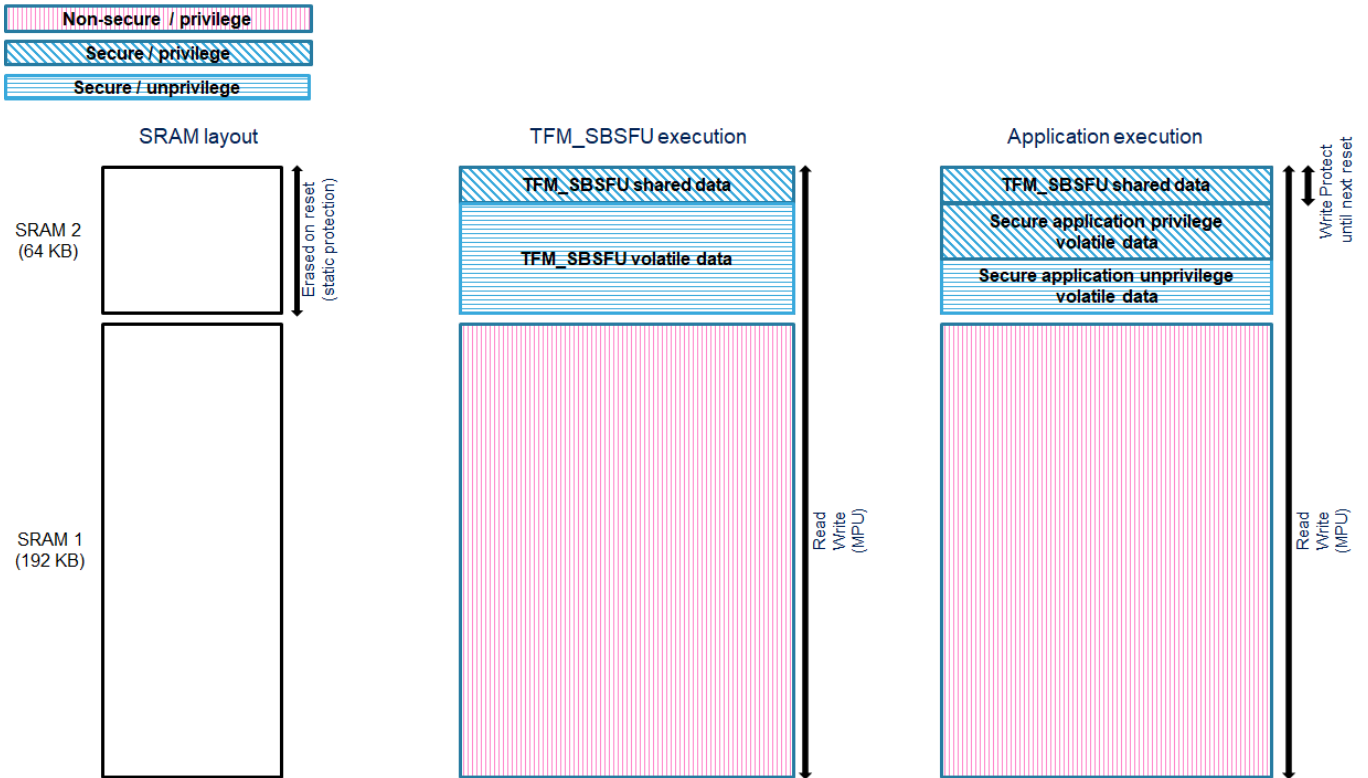 Non-secure / privilege
Secure / privilege
Secure / unprivilege
SRAM layout
TFM_SBSFU execution
Application execution
SRAM 2
(64 KB)
Erased on reset
(static protection)
TFM_SBSFU shared data
TFM_SBSFU volatile data
TFM_SBSFU shared data
Secure application privilege
volatile data
Secure application unprivilege
volatile data
Write Protect
until next reset
SRAM 1
(192 KB)
Read
Write
(MPU)
Read
Write
(MPU)